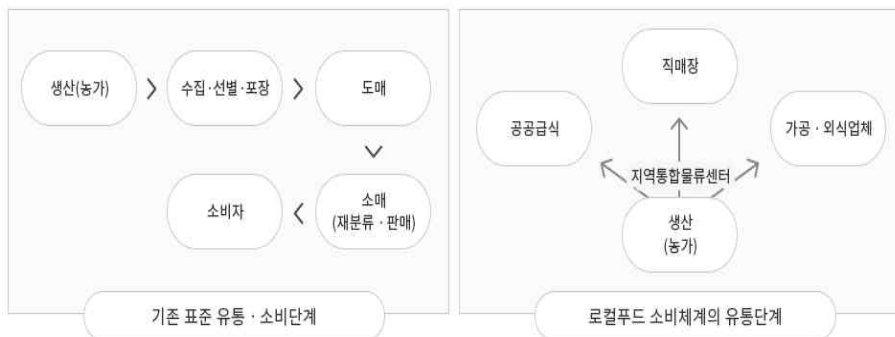 생산(농가)
수집·선별·포장
도매
소비자
소매
(재분류·판매)
기존 표준 유통·소비단계
직매장
공공급식
가공·외식업체
지역통합물류센터
생산
(농가)
로컬푸드 소비체계의 유통단계